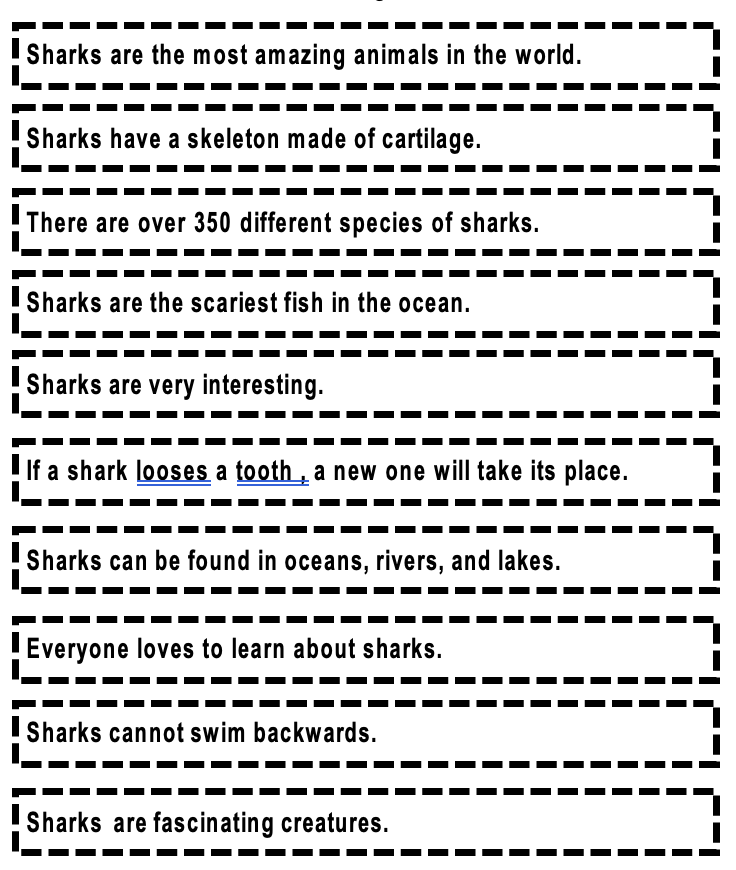 Sharks are the most amazing animals in the world.
Sharks have a skeleton made of cartilage.
There are over 350 different species of sharks.
Sharks are the scariest fish in the ocean.
Sharks are very interesting.
If a shark looses a tooth , a new one will take its place.
Sharks can be found in oceans, rivers, and lakes.
Everyone loves to learn about sharks.
Sharks cannot swim backwards.
Sharks are fascinating creatures.